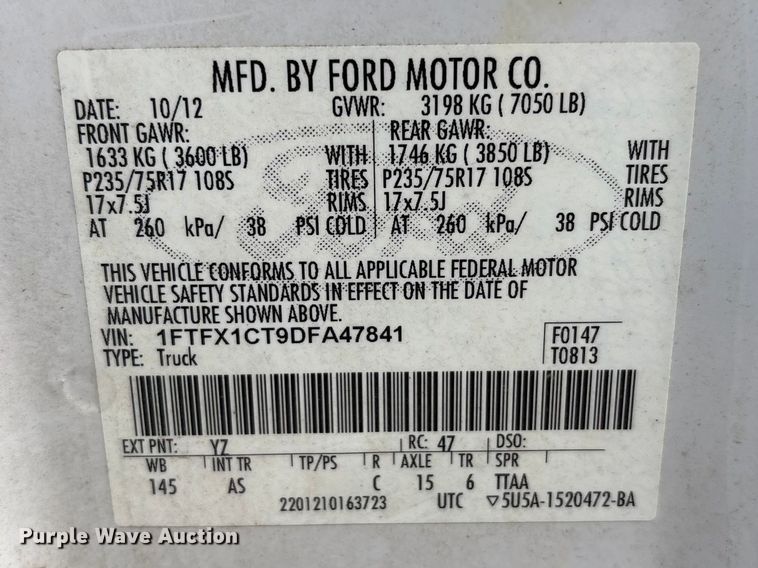 MFD. BY FORD MOTOR CO.
DATE: 10/12 GVWR: 3198 KG ( 7050 LB)
FRONT GAWR: REAR GAWR:
1633 KG ( 3600 LB) WITH 1746 KG ( 3850 LB) WITH
P235/75R17 108S TIRES P235/75R17 108S TIRES
17x7.5J RIMS 17x7.5J RIMS
AT 260 kPa/ 38 PSI COLD AT 260 kPa/ 38 PSI COLD
Ford
THIS VEHICLE CONFORMS TO ALL APPLICABLE FEDERAL MOTOR
VEHICLE SAFETY STANDARDS IN EFFECT ON THE DATE OF
MANUFACTURE SHOWN ABOVE.
VIN: 1FTFX1CT9DFA47841 F0147
TYPE: Truck T0813
EXT PNT: YZ RC: 47 DSO:
WB INT TR TP/PS R AXLE TR SPR
145 AS C 15 6 TTAA
2201210163723 UTC ▽5U5A-1520472-BA
Purple Wave Auction